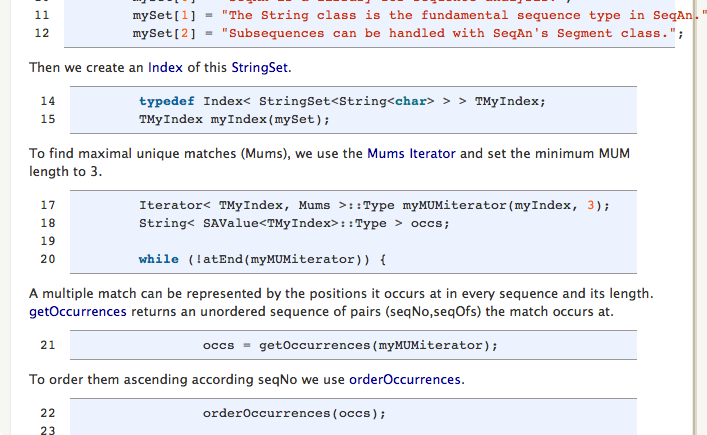 11 mySet[1] = "The String class is the fundamental sequence type in SeqAn."
12 mySet[2] = "Subsequences can be handled with SeqAn's Segment class.";
Then we create an Index of this StringSet.
14 typedef Index< StringSet<String<char> > > TMyIndex;
15 TMyIndex myIndex(mySet);
To find maximal unique matches (Mums), we use the Mums Iterator and set the minimum MUM
length to 3.
17 Iterator< TMyIndex, Mums >::Type myMUMiterator(myIndex, 3);
18 String< SAValue<TMyIndex>::Type > occs;
19
20 while (!atEnd(myMUMiterator)) {
A multiple match can be represented by the positions it occurs at in every sequence and its length.
getOccurrences returns an unordered sequence of pairs (seqNo,seqOfs) the match occurs at.
21 occs = getOccurrences(myMUMiterator);
To order them ascending according seqNo we use orderOccurrences.
22 orderOccurrences(occs);
23